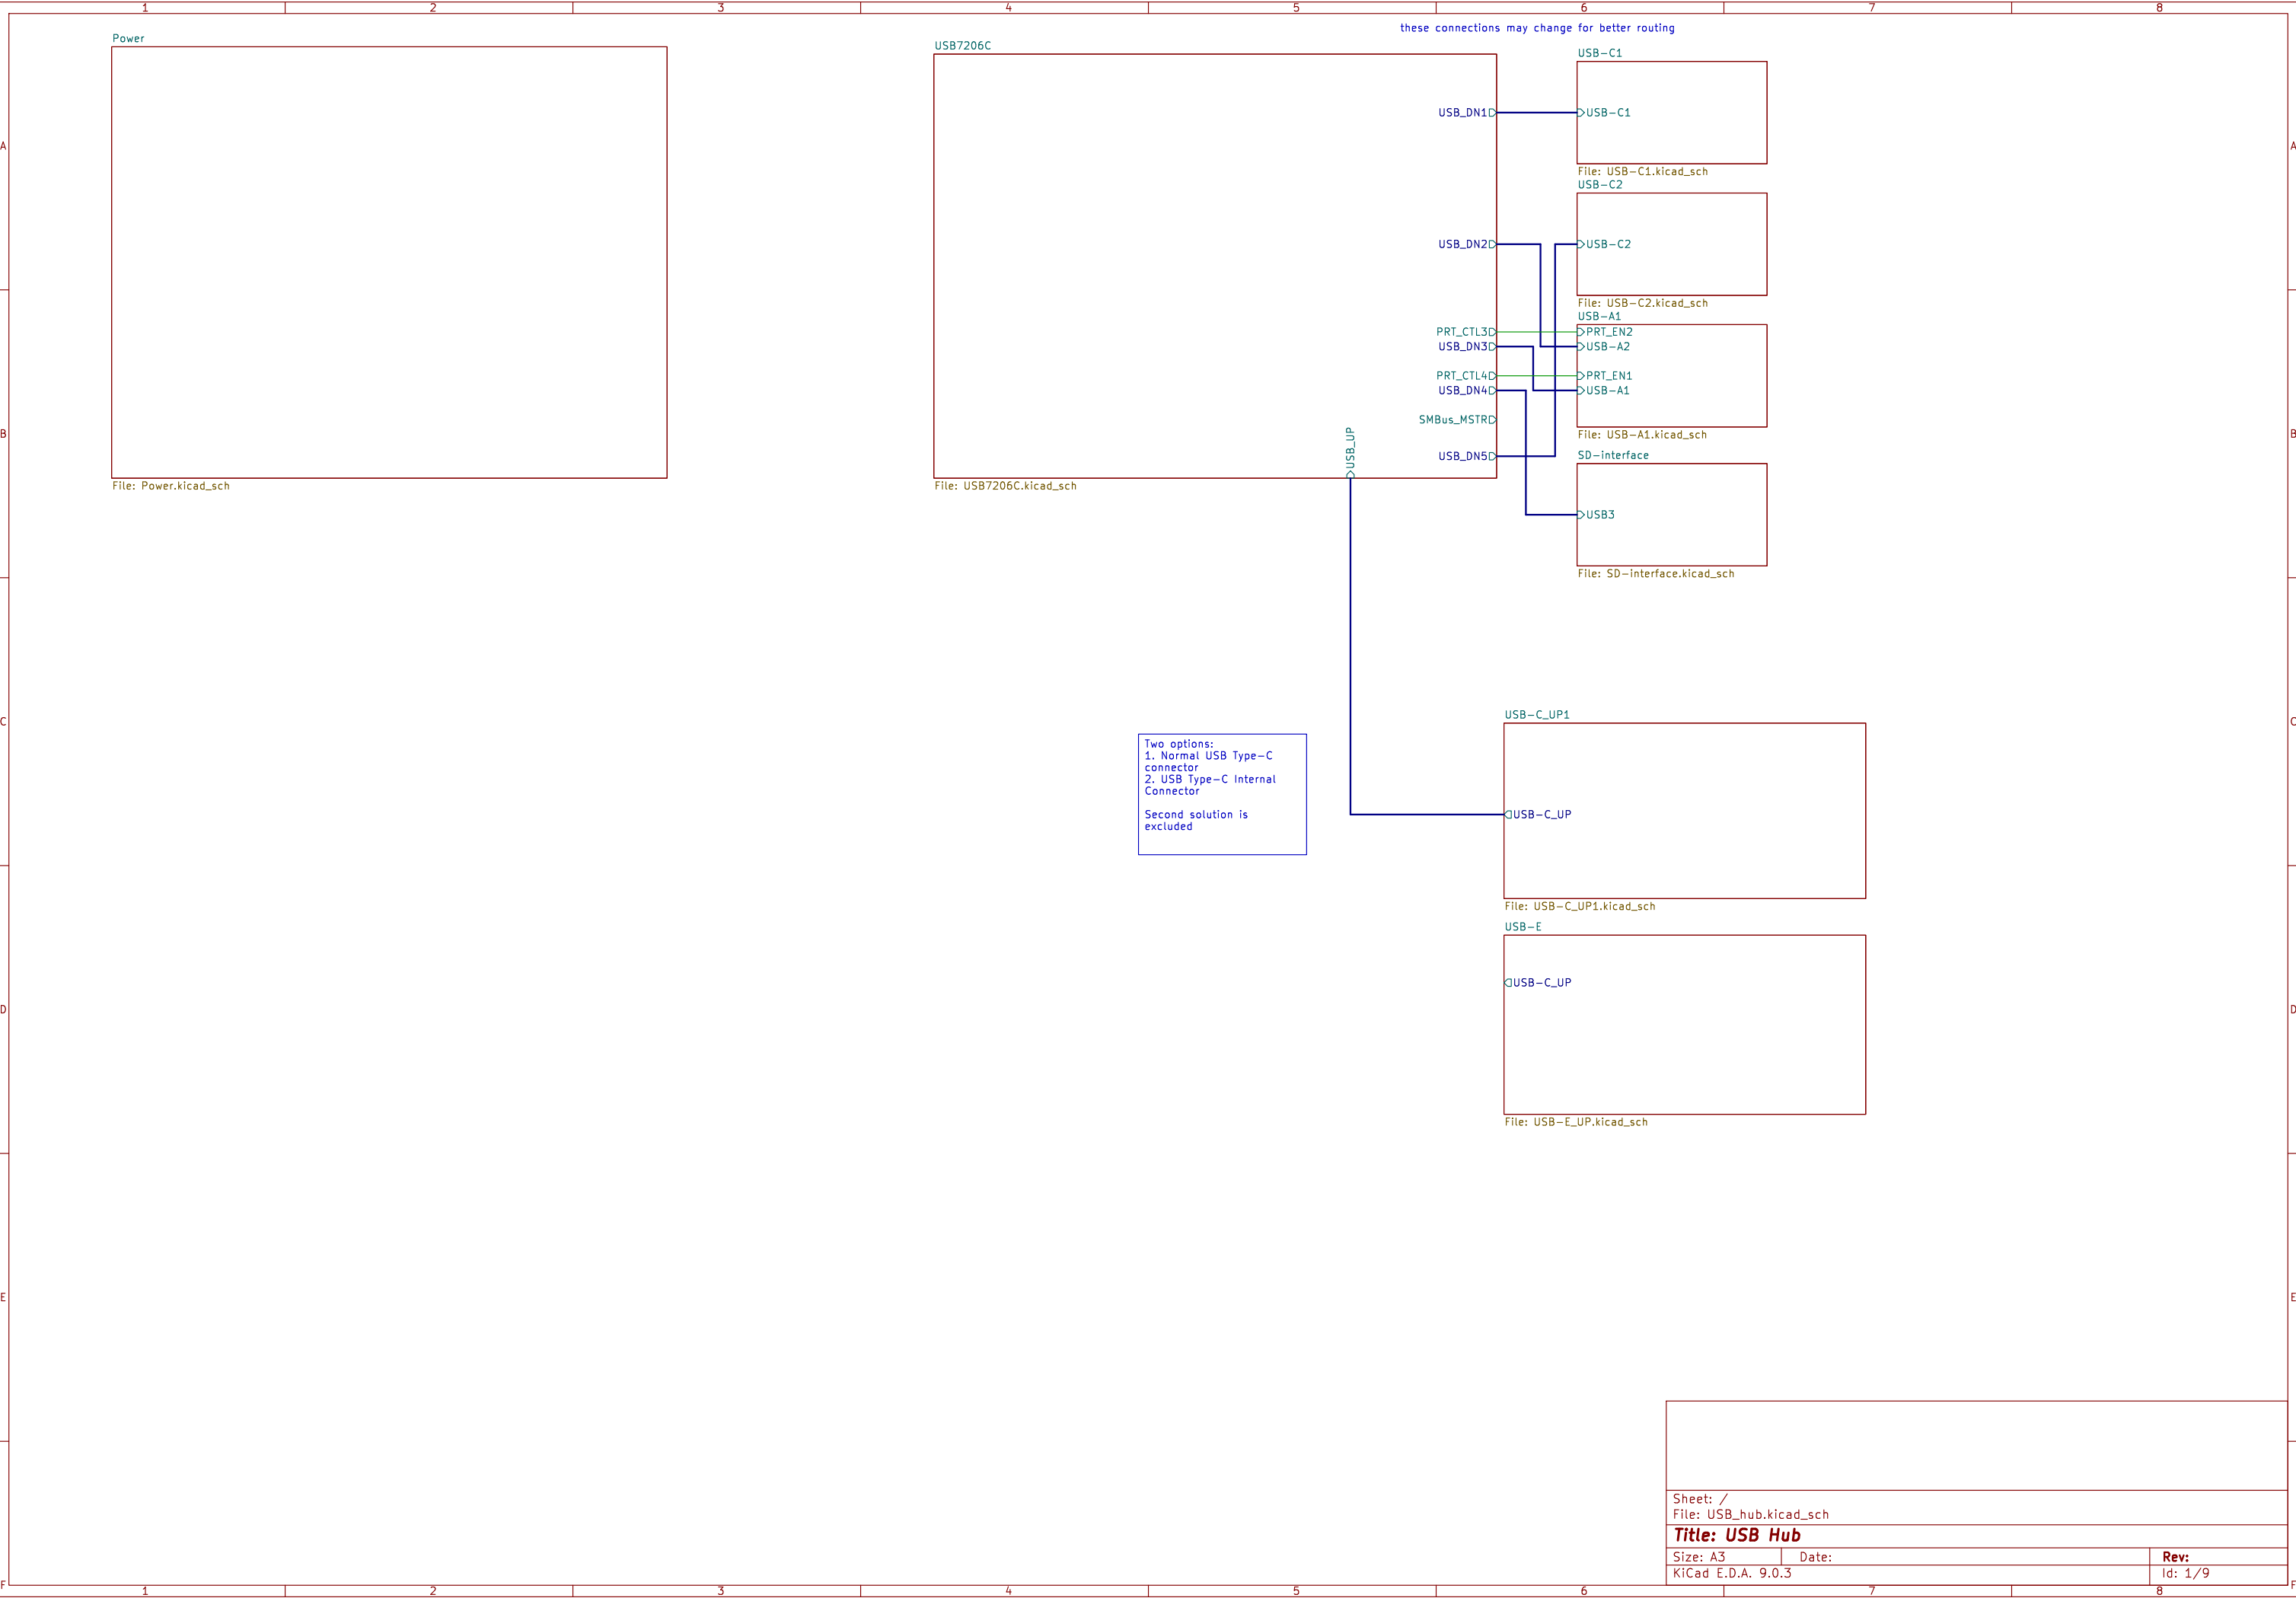 1 2 3 4 5 6 7 8
these connections may change for better routing
Power
File: Power.kicad_sch
USB7206C
USB_DN1
USB_DN2
PRT_CTL3
USB_DN3
PRT_CTL4
USB_DN4
SMBus_MSTR
USB_DN5
USB_UP
File: USB7206C.kicad_sch
USB-C1
USB-C1
File: USB-C1.kicad_sch
USB-C2
USB-C2
File: USB-C2.kicad_sch
USB-A1
PRT_EN2
USB-A2
PRT_EN1
USB-A1
File: USB-A1.kicad_sch
SD-interface
USB3
File: SD-interface.kicad_sch
Two options:
1. Normal USB Type-C
connector
2. USB Type-C Internal
Connector
Second solution is
excluded
USB-C_UP1
USB-C_UP
File: USB-C_UP1.kicad_sch
USB-E
USB-C_UP
File: USB-E_UP.kicad_sch
A A
B B
C C
D D
E E
F F
Sheet: /
File: USB_hub.kicad_sch
Title: USB Hub
Size: A3 Date: Rev:
KiCad E.D.A. 9.0.3 Id: 1/9
1 2 3 4 5 6 7 8